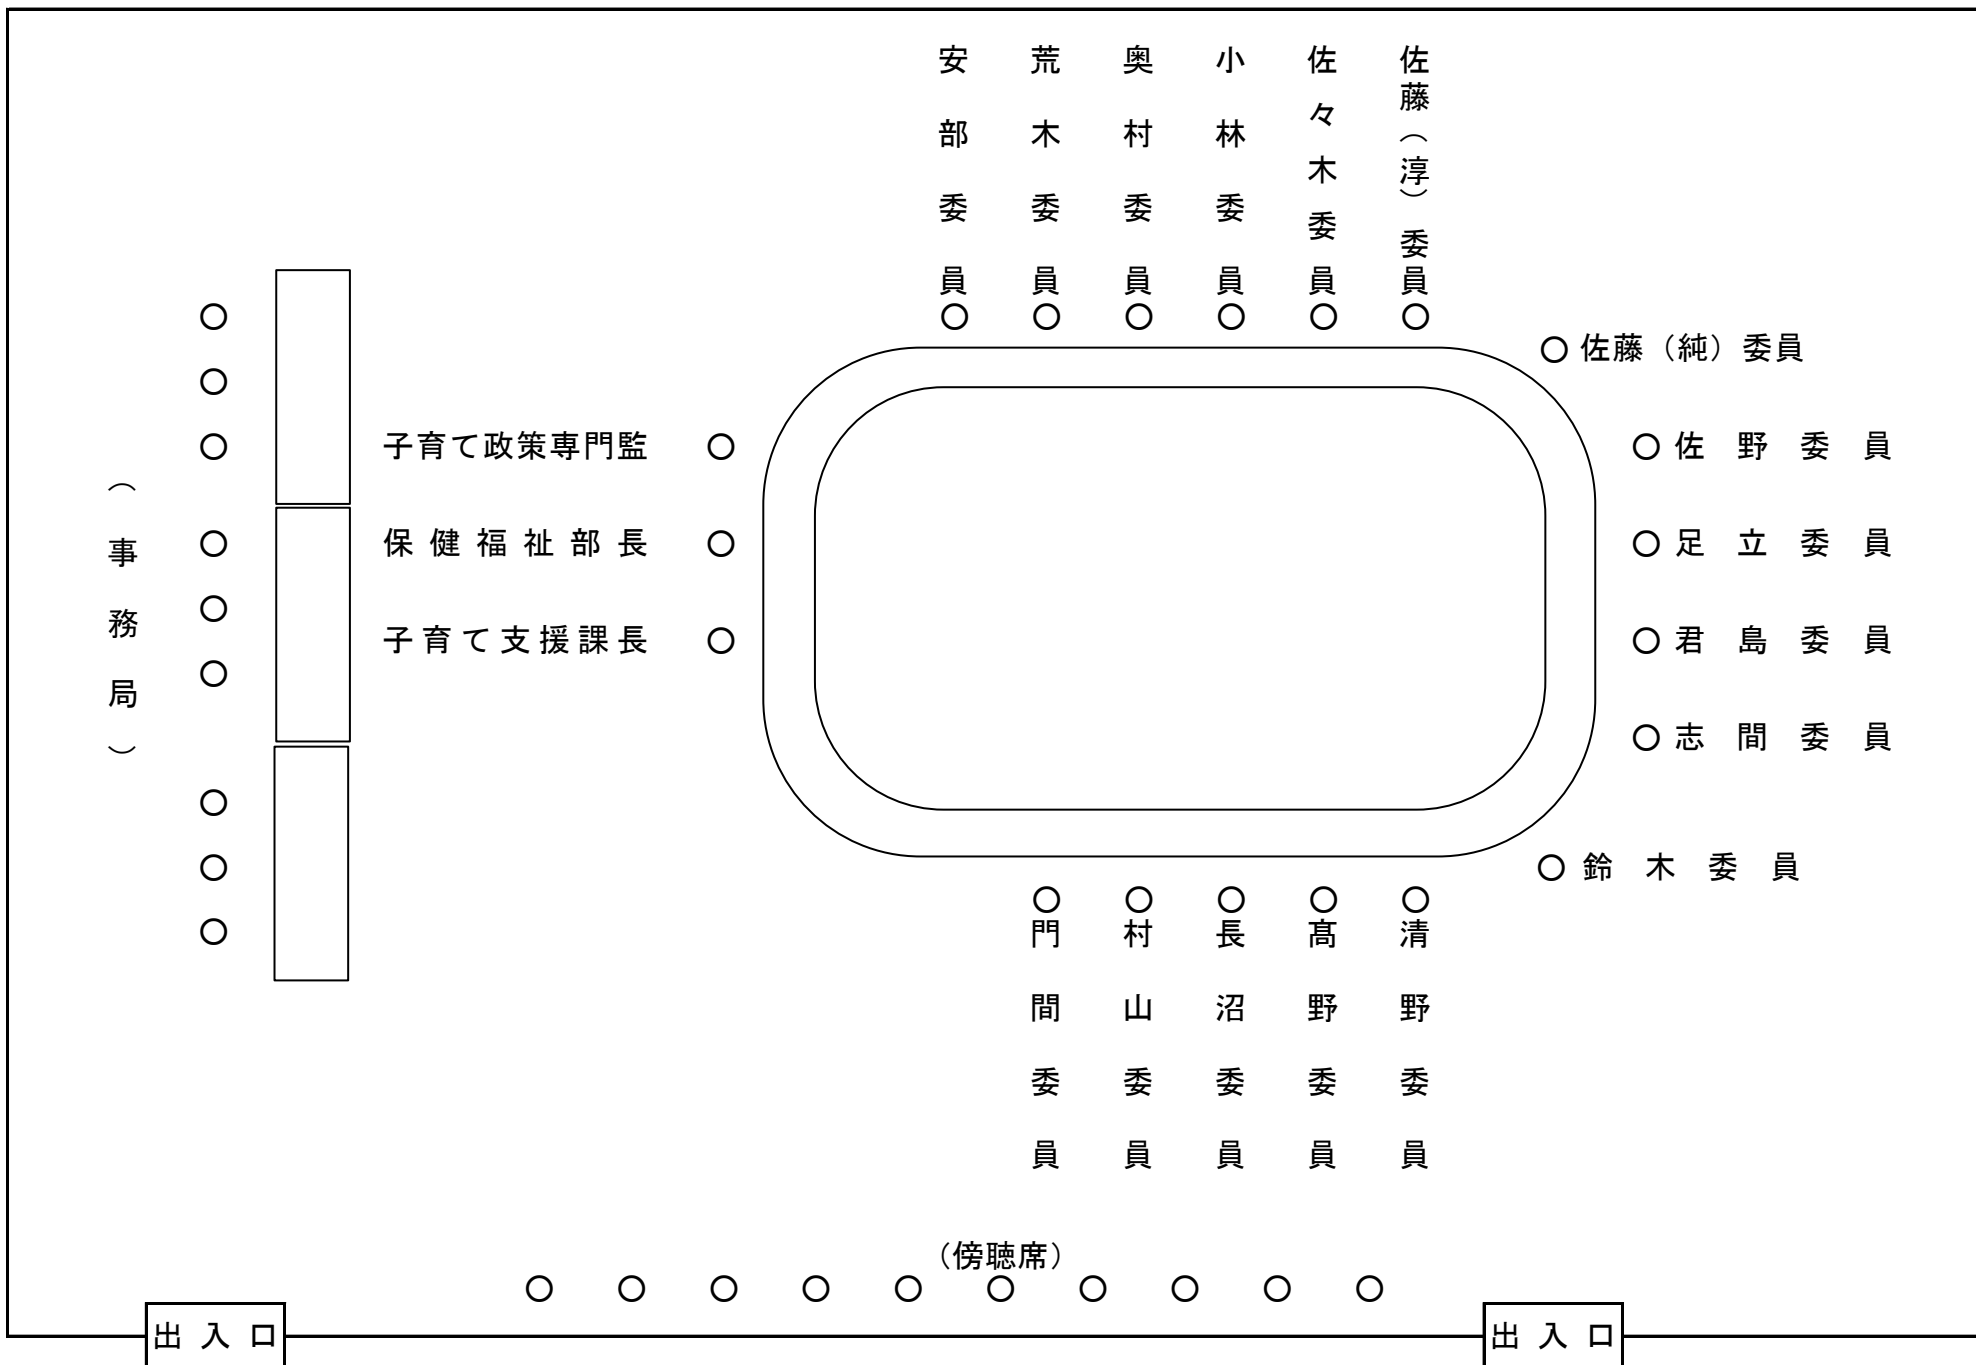 安部委員
荒木委員
奥村委員
小林委員
佐々木委員
佐藤（淳）委員
佐藤（純）委員
佐野委員
足立委員
君島委員
志間委員
鈴木委員
子育て政策専門監
保健福祉部長
子育て支援課長
（事務局）
門間委員
村山委員
長沼委員
髙野委員
清野委員
（傍聴席）
出入口
出入口